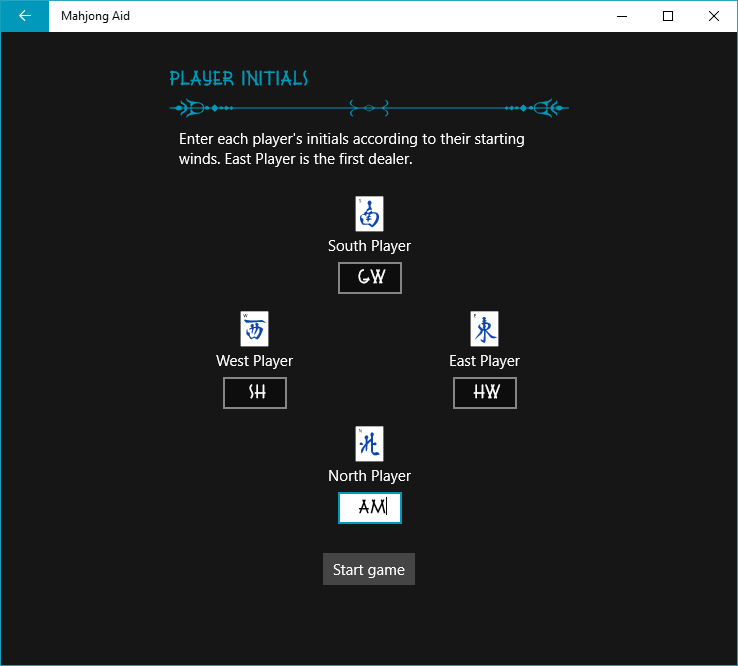 Mahjong Aid
PLAYER INITIALS
Enter each player's initials according to their starting
winds. East Player is the first dealer.
南
South Player
GW
W
西
West Player
SH
東
East Player
HW
N
北
North Player
AM
Start game